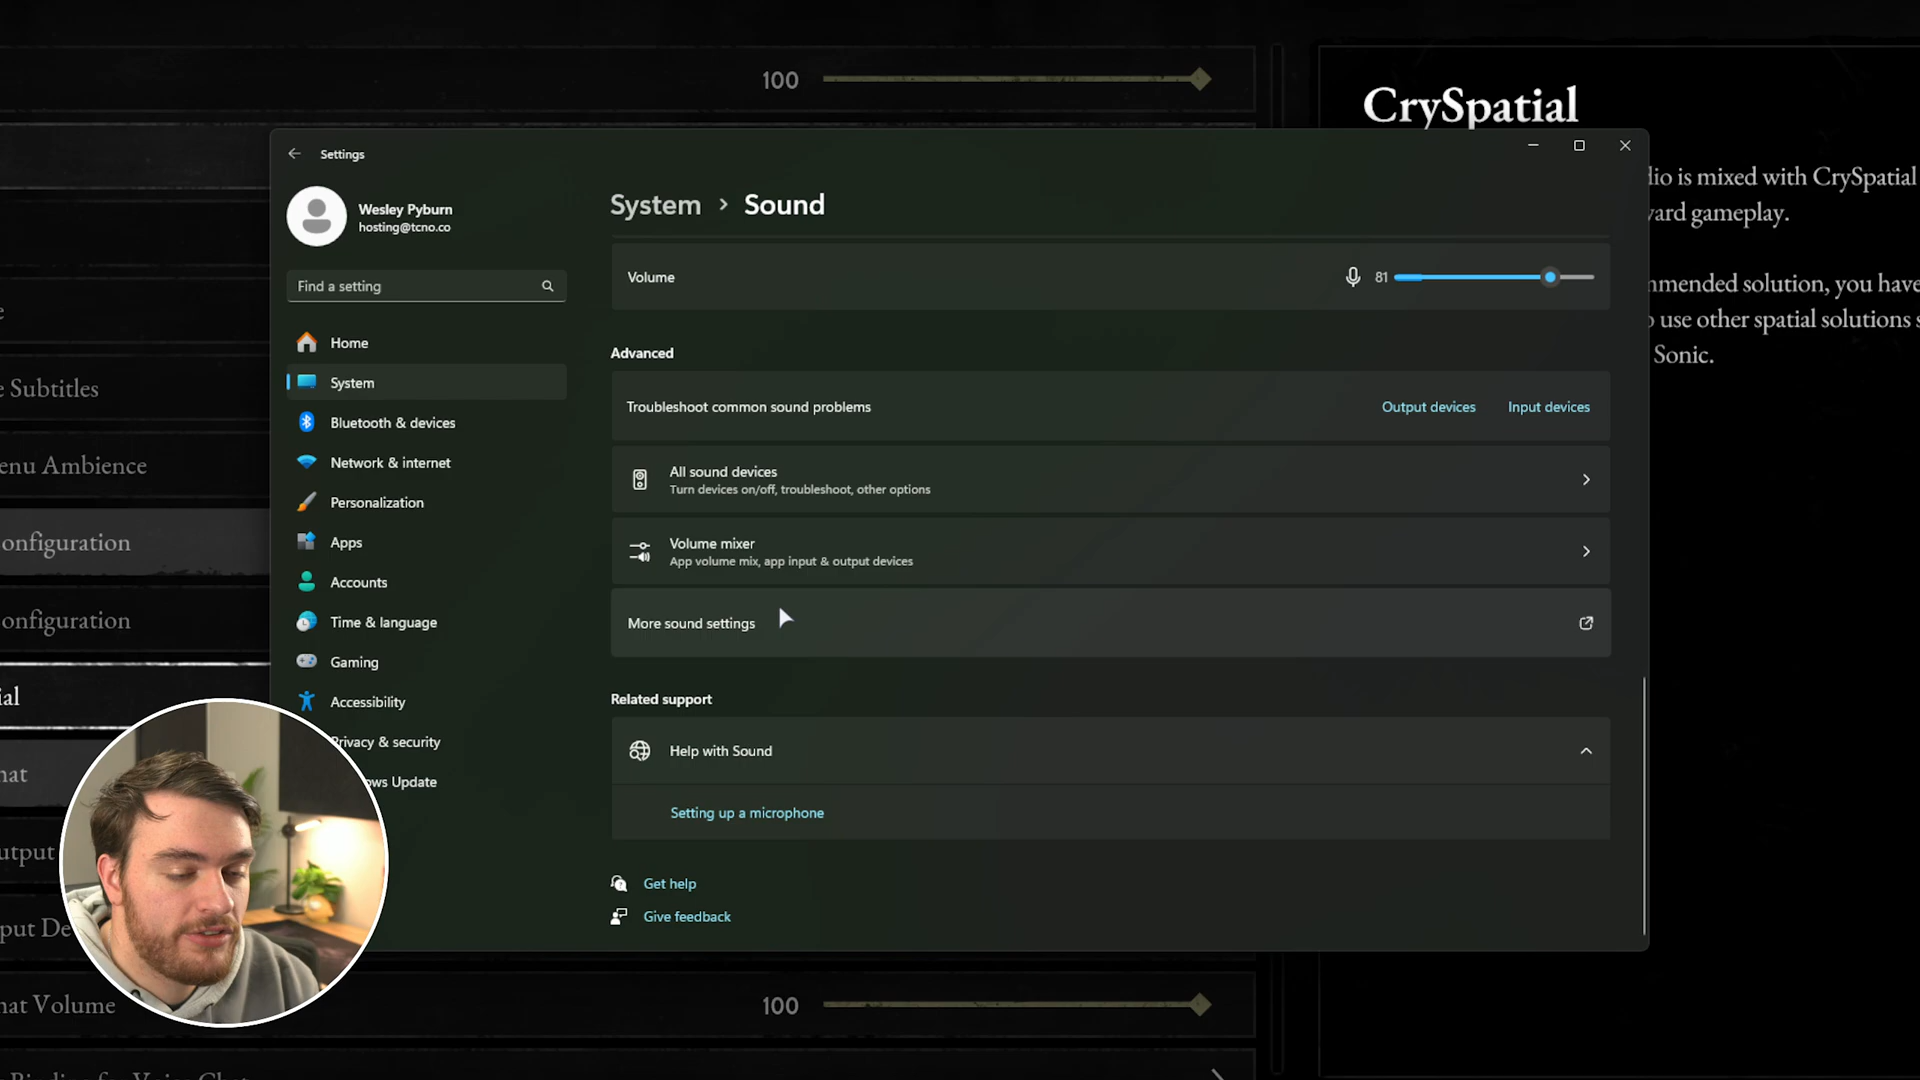 100
CrySpatial
Settings
Wesley Pyburn
hosting@tcno.co
Find a setting
Home
System
Bluetooth & devices
Network & internet
Personalization
Apps
Accounts
Time & language
Gaming
Accessibility
Privacy & security
ows Update
System > Sound
Volume
81
Advanced
Troubleshoot common sound problems
Output devices
Input devices
All sound devices
Turn devices on/off, troubleshoot, other options
Volume mixer
App volume mix, app input & output devices
More sound settings
Related support
Help with Sound
Setting up a microphone
Get help
Give feedback
dio is mixed with CrySpatial
ard gameplay.
mmended solution, you have
use other spatial solutions s
Sonic.
e
e Subtitles
enu Ambience
onfiguration
onfiguration
ial
hat
utput
put De
hat Volume
100